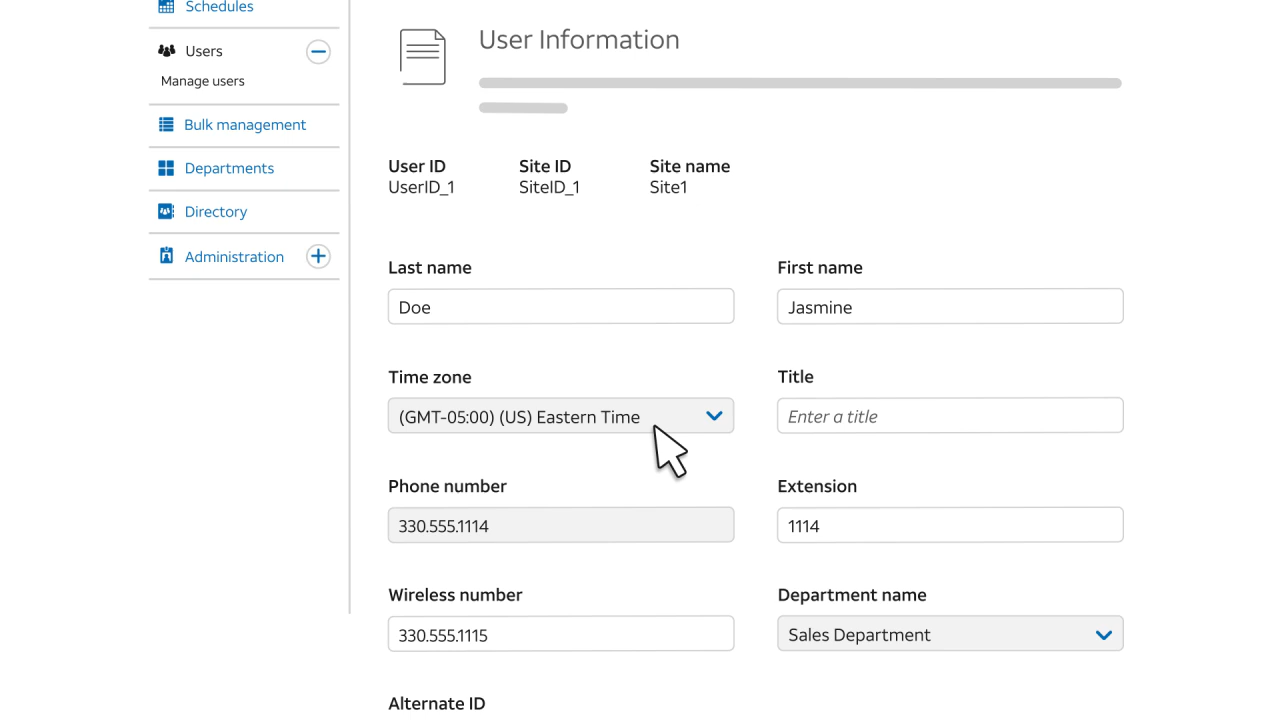 Schedules
Users
Manage users
Bulk management
Departments
Directory
Administration
User Information
User ID Site ID Site name
UserID_1 SiteID_1 Site1
Last name First name
Doe Jasmine
Time zone Title
(GMT-05:00) (US) Eastern Time Enter a title
Phone number Extension
330.555.1114 1114
Wireless number Department name
330.555.1115 Sales Department
Alternate ID